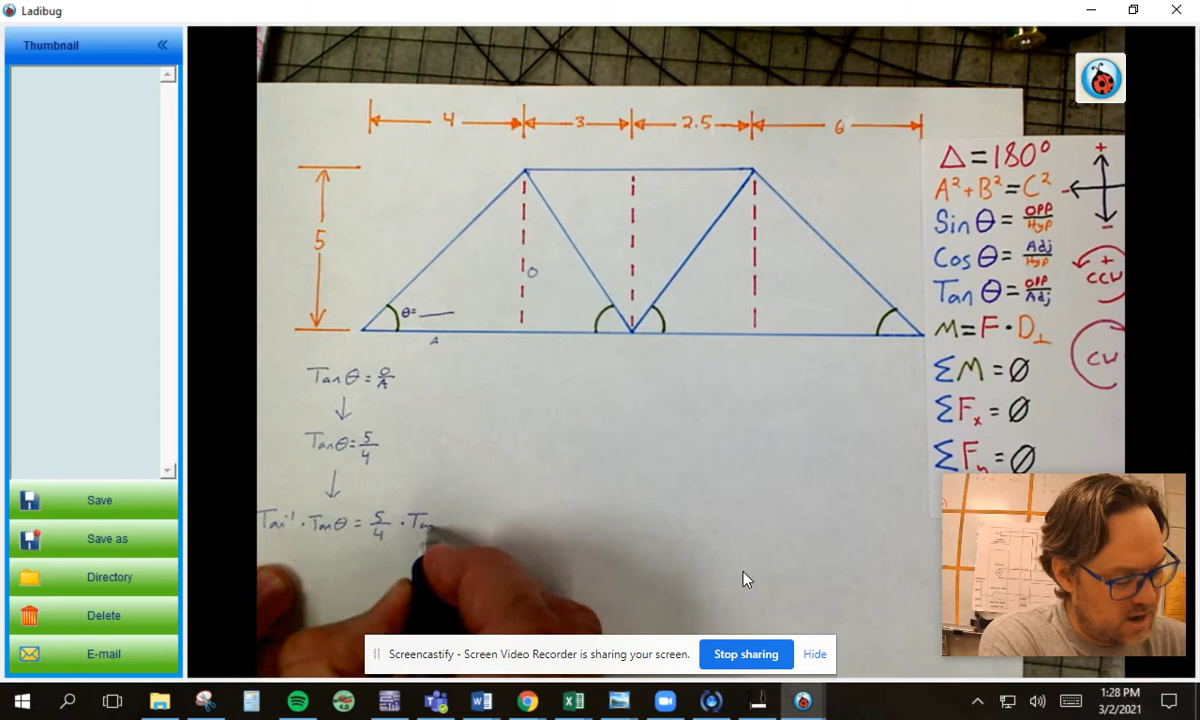 Ladibug
Thumbnail
Save
Save as
Directory
Delete
E-mail
4
3
2.5
6
5
θ=
O
A
Tan θ = O/A
Tanθ = 5/4
Tan⁻¹ · Tanθ = 5/4 · Tan
Δ = 180°
A² + B² = C²
Sin θ = OPP/Hyp
Cos θ = Adj/Hyp
Tan θ = OPP/Adj
M = F · D⊥
ΣM = Ø
ΣFx = Ø
ΣFy = Ø
+
-
-
+
CCW
CW
Screencastify - Screen Video Recorder is sharing your screen.
Stop sharing
Hide
1:28 PM
3/2/2021